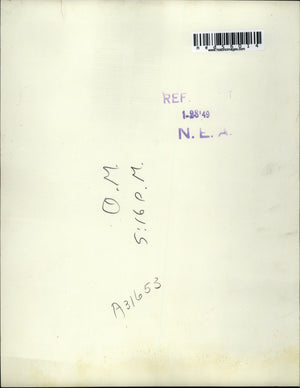 REF.
1-28'49
N. E. A.
O.M.
5:16 P.M.
A31653